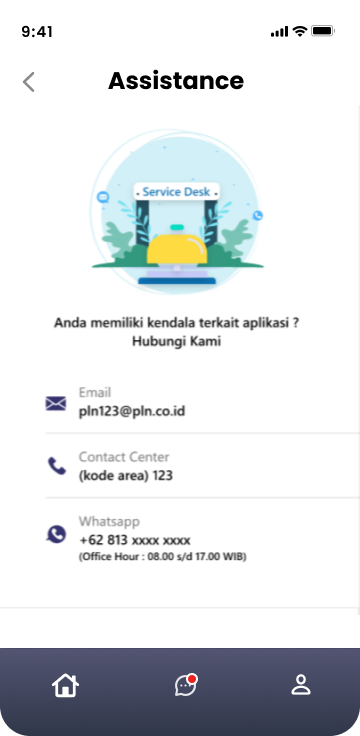 9:41
Assistance
Service Desk
Anda memiliki kendala terkait aplikasi ?
Hubungi Kami
Email
pln123@pln.co.id
Contact Center
(kode area) 123
Whatsapp
+62 813 xxxx xxxx
(Office Hour : 08.00 s/d 17.00 WIB)